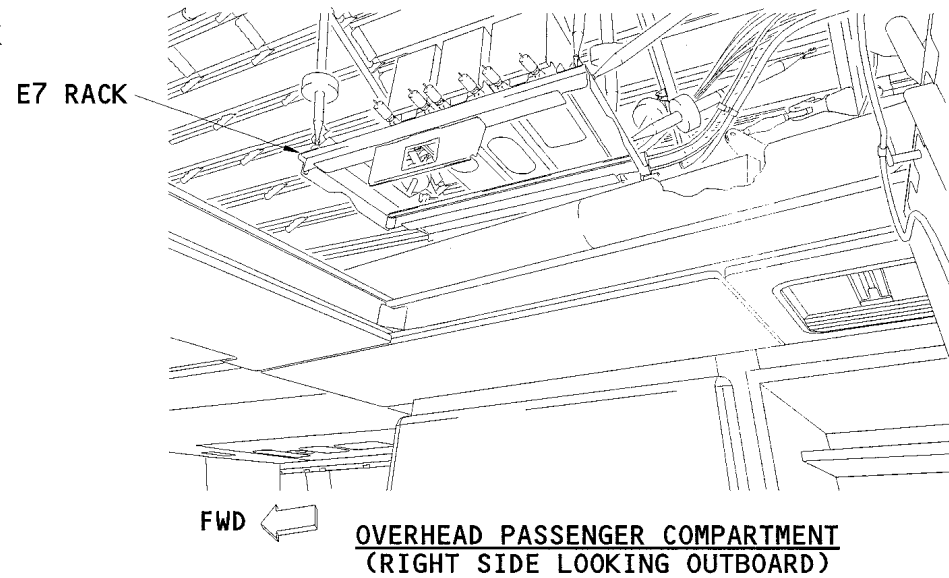 E7 RACK
FWD
OVERHEAD PASSENGER COMPARTMENT
(RIGHT SIDE LOOKING OUTBOARD)